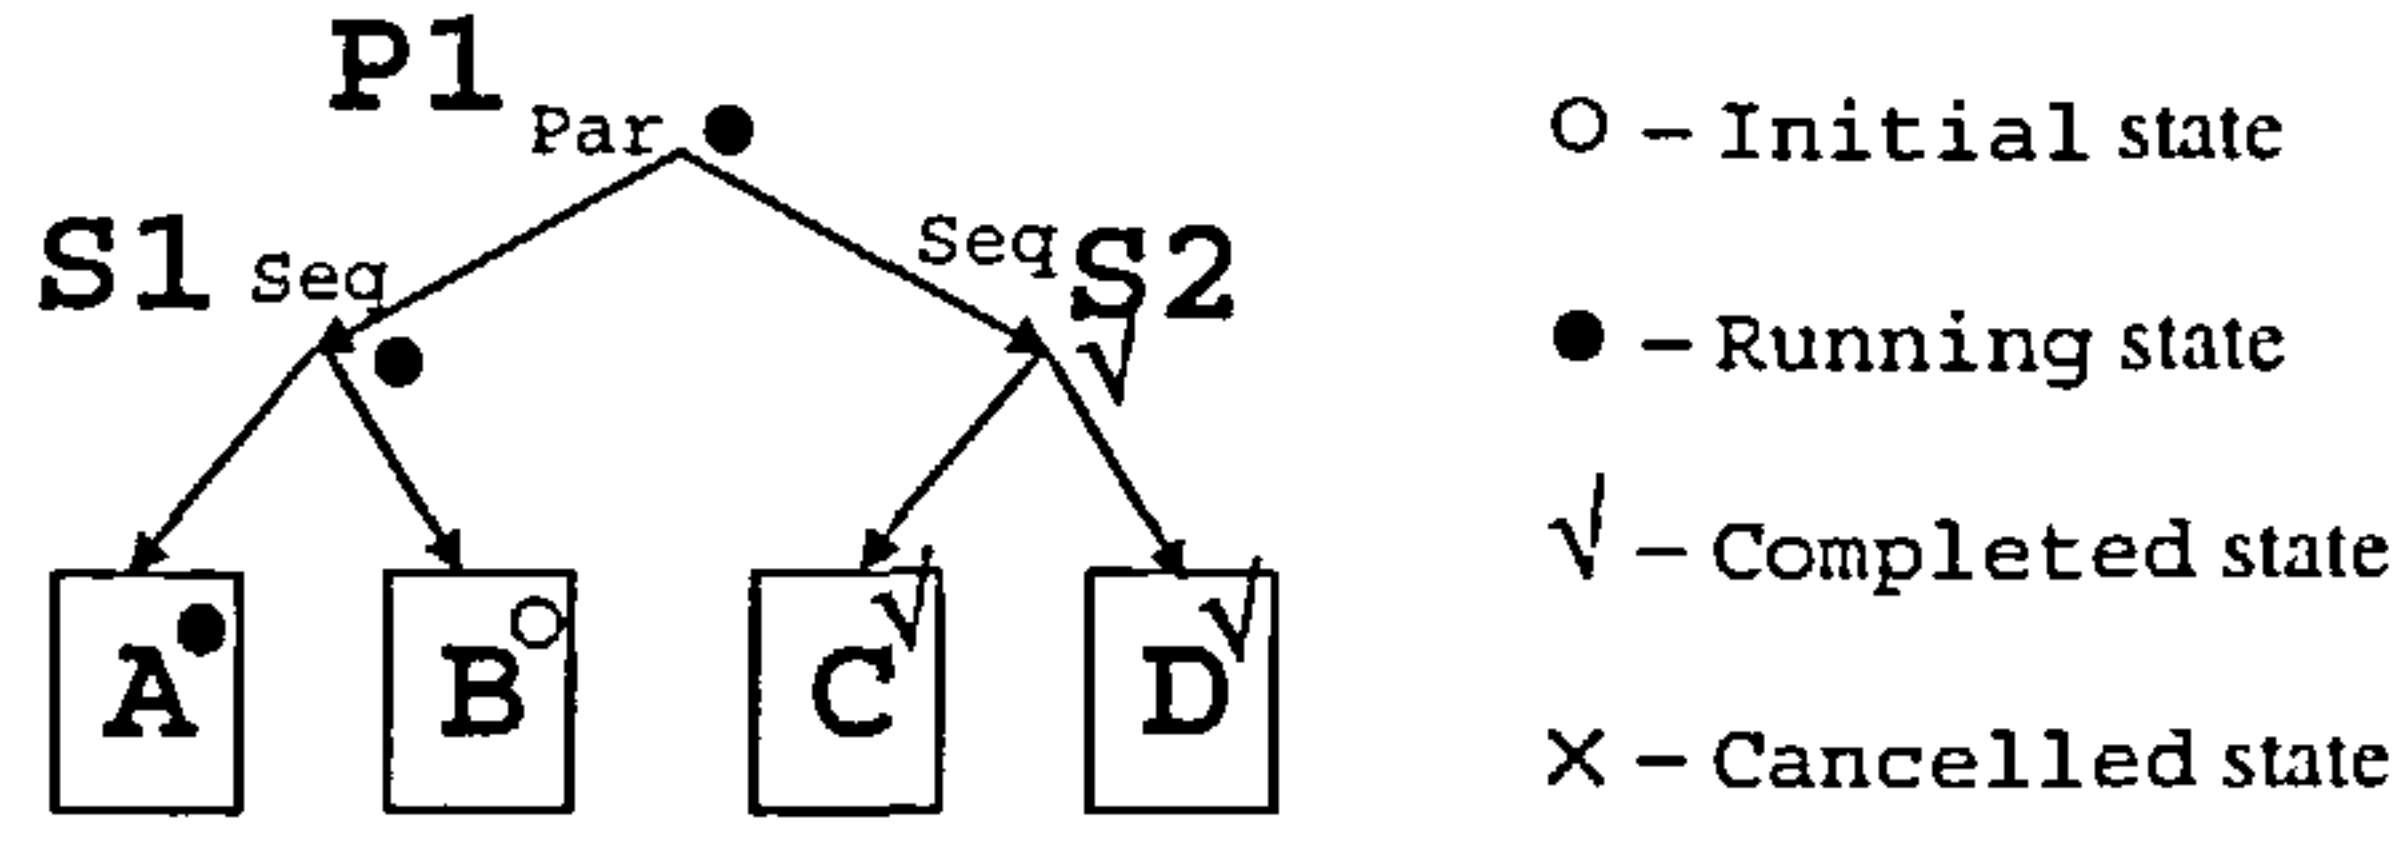 P1 Par
S1 Seq
Seq S2
A
B
C
D
○ – Initial state
● – Running state
√ – Completed state
× – Cancelled state